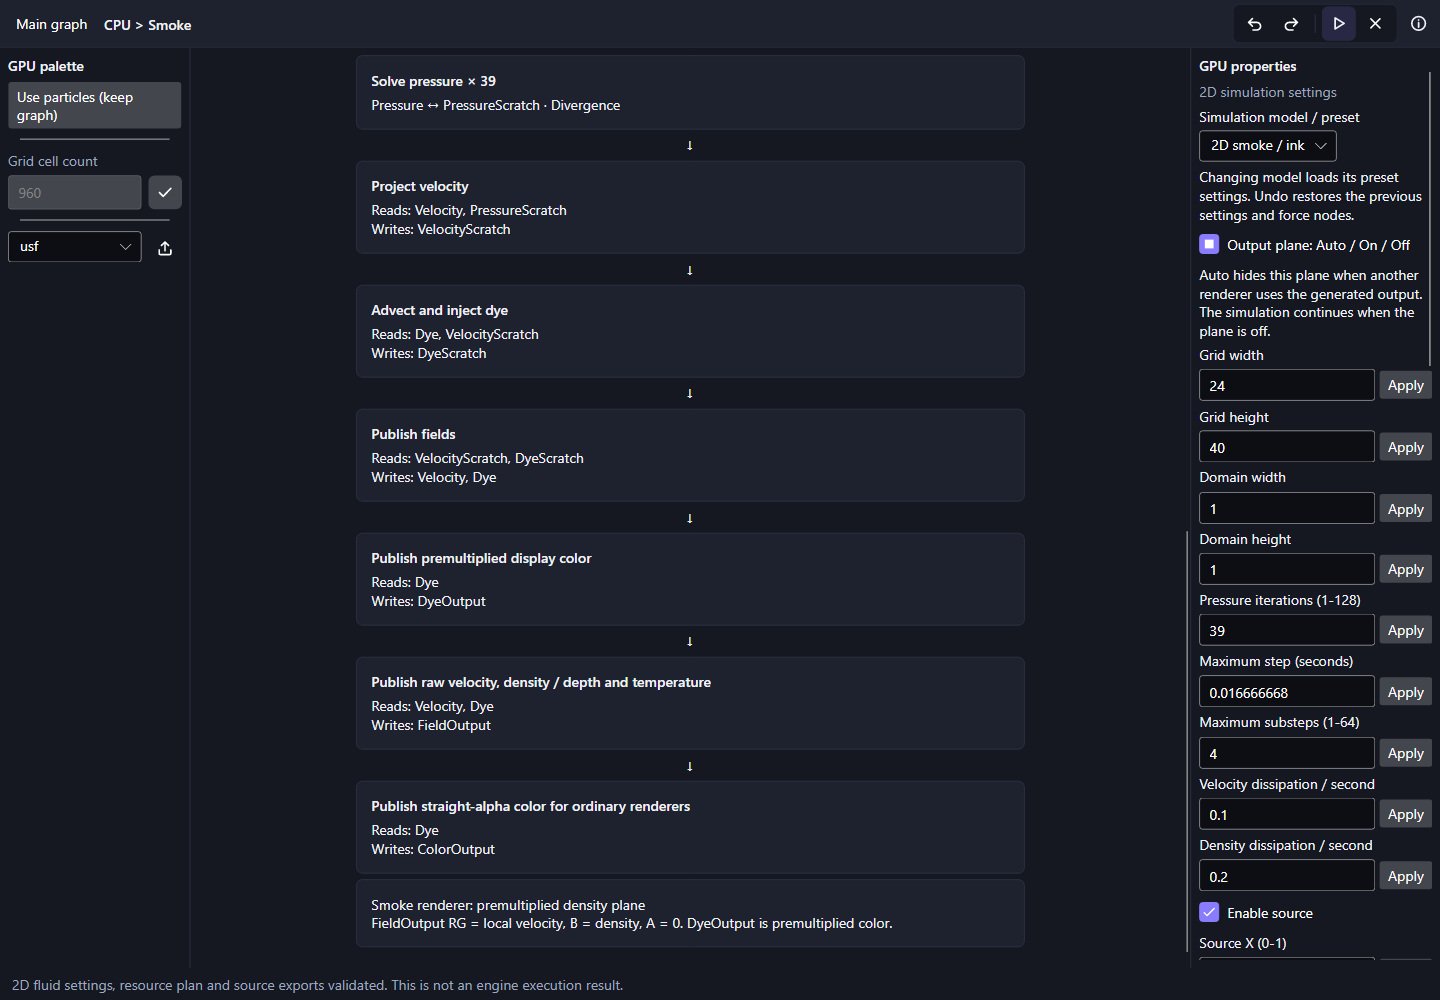 Main graph
CPU > Smoke
GPU palette
Use particles (keep
graph)
Grid cell count
960
usf
Solve pressure × 39
Pressure ↔ PressureScratch · Divergence
↓
Project velocity
Reads: Velocity, PressureScratch
Writes: VelocityScratch
↓
Advect and inject dye
Reads: Dye, VelocityScratch
Writes: DyeScratch
↓
Publish fields
Reads: VelocityScratch, DyeScratch
Writes: Velocity, Dye
↓
Publish premultiplied display color
Reads: Dye
Writes: DyeOutput
↓
Publish raw velocity, density / depth and temperature
Reads: Velocity, Dye
Writes: FieldOutput
↓
Publish straight-alpha color for ordinary renderers
Reads: Dye
Writes: ColorOutput
Smoke renderer: premultiplied density plane
FieldOutput RG = local velocity, B = density, A = 0. DyeOutput is premultiplied color.
GPU properties
2D simulation settings
Simulation model / preset
2D smoke / ink
Changing model loads its preset
settings. Undo restores the previous
settings and force nodes.
Output plane: Auto / On / Off
Auto hides this plane when another
renderer uses the generated output.
The simulation continues when the
plane is off.
Grid width
24 Apply
Grid height
40 Apply
Domain width
1 Apply
Domain height
1 Apply
Pressure iterations (1-128)
39 Apply
Maximum step (seconds)
0.016666668 Apply
Maximum substeps (1-64)
4 Apply
Velocity dissipation / second
0.1 Apply
Density dissipation / second
0.2 Apply
Enable source
Source X (0-1)
2D fluid settings, resource plan and source exports validated. This is not an engine execution result.